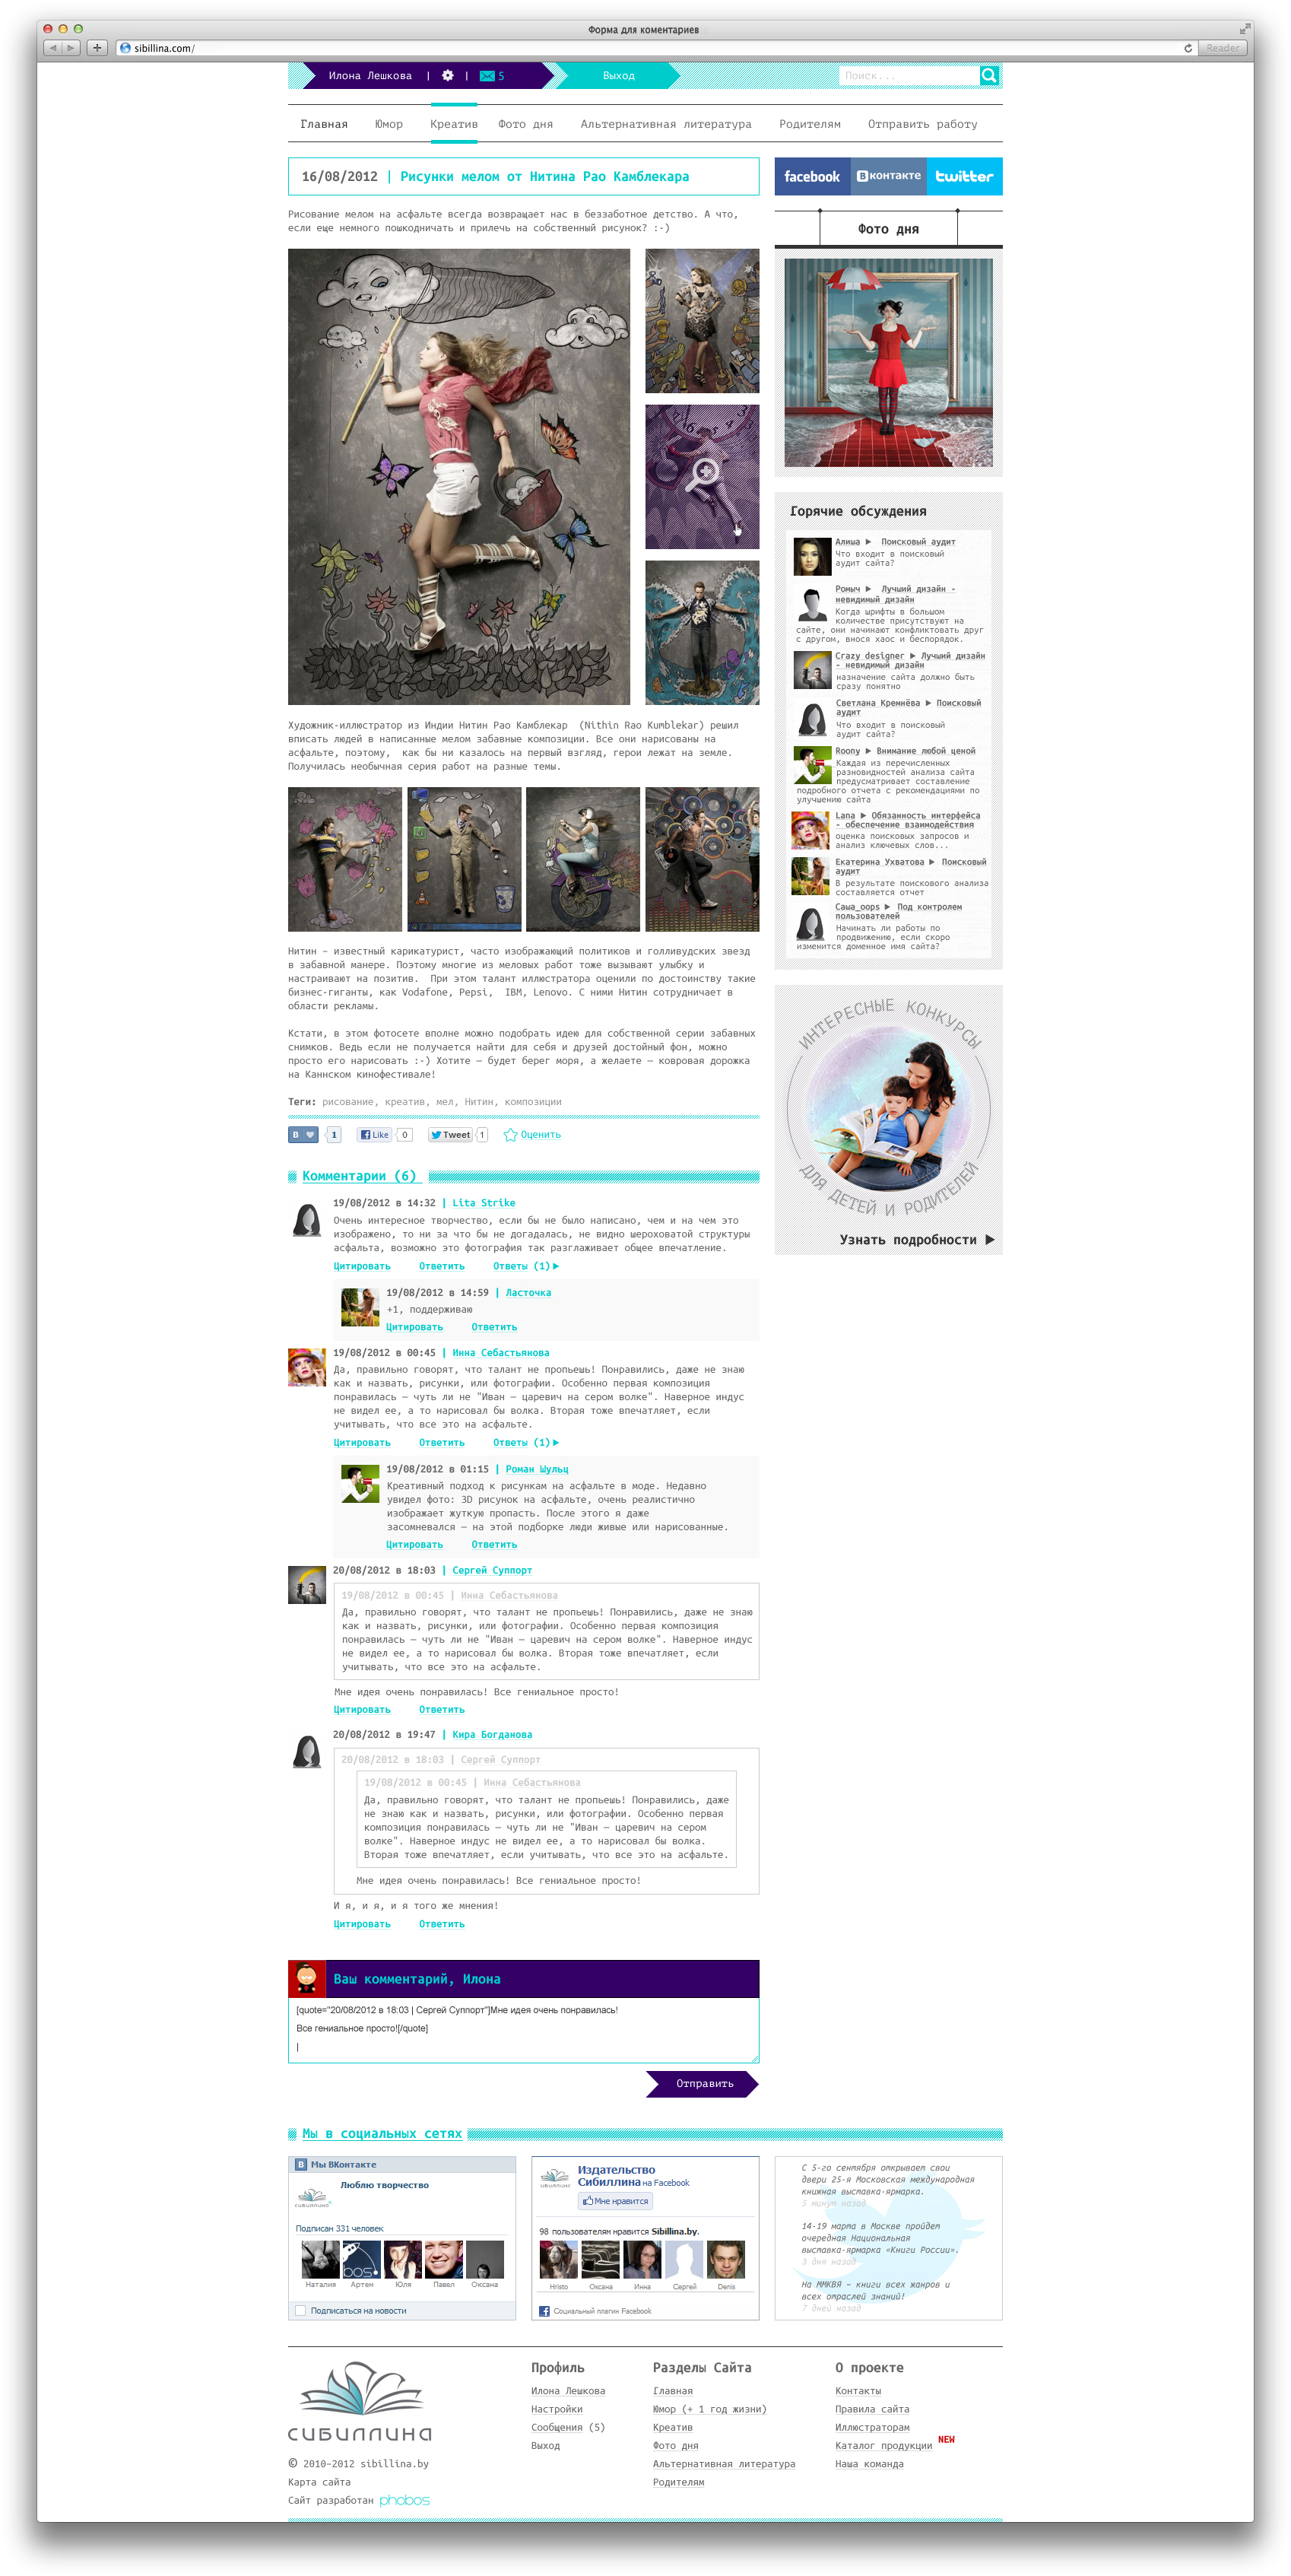 Форма для коментариев
sibillina.com/
Reader
Илона Лешкова | | 5
Выход
Поиск...
Главная Юмор Креатив Фото дня Альтернативная литература Родителям Отправить работу
16/08/2012 | Рисунки мелом от Нитина Рао Камблекара
Рисование мелом на асфальте всегда возвращает нас в беззаботное детство. А что,
если еще немного пошкодничать и прилечь на собственный рисунок? :-)
Художник-иллюстратор из Индии Нитин Рао Камблекар (Nithin Rao Kumblekar) решил
вписать людей в написанные мелом забавные композиции. Все они нарисованы на
асфальте, поэтому, как бы ни казалось на первый взгляд, герои лежат на земле.
Получилась необычная серия работ на разные темы.
Нитин – известный карикатурист, часто изображающий политиков и голливудских звезд
в забавной манере. Поэтому многие из меловых работ тоже вызывают улыбку и
настраивают на позитив. При этом талант иллюстратора оценили по достоинству такие
бизнес-гиганты, как Vodafone, Pepsi, IBM, Lenovo. С ними Нитин сотрудничает в
области рекламы.
Кстати, в этом фотосете вполне можно подобрать идею для собственной серии забавных
снимков. Ведь если не получается найти для себя и друзей достойный фон, можно
просто его нарисовать :-) Хотите – будет берег моря, а желаете – ковровая дорожка
на Каннском кинофестивале!
Теги: рисование, креатив, мел, Нитин, композиции
В 1 Like 0 Tweet 1 Оценить
Комментарии (6)
19/08/2012 в 14:32 | Lita Strike
Очень интересное творчество, если бы не было написано, чем и на чем это
изображено, то ни за что бы не догадалась, не видно шероховатой структуры
асфальта, возможно это фотография так разглаживает общее впечатление.
Цитировать Ответить Ответы (1)
19/08/2012 в 14:59 | Ласточка
+1, поддерживаю
Цитировать Ответить
19/08/2012 в 00:45 | Инна Себастьянова
Да, правильно говорят, что талант не пропьешь! Понравились, даже не знаю
как и назвать, рисунки, или фотографии. Особенно первая композиция
понравилась – чуть ли не "Иван – царевич на сером волке". Наверное индус
не видел ее, а то нарисовал бы волка. Вторая тоже впечатляет, если
учитывать, что все это на асфальте.
Цитировать Ответить Ответы (1)
19/08/2012 в 01:15 | Роман Шульц
Креативный подход к рисункам на асфальте в моде. Недавно
увидел фото: 3D рисунок на асфальте, очень реалистично
изображает жуткую пропасть. После этого я даже
засомневался – на этой подборке люди живые или нарисованные.
Цитировать Ответить
20/08/2012 в 18:03 | Сергей Суппорт
19/08/2012 в 00:45 | Инна Себастьянова
Да, правильно говорят, что талант не пропьешь! Понравились, даже не знаю
как и назвать, рисунки, или фотографии. Особенно первая композиция
понравилась – чуть ли не "Иван – царевич на сером волке". Наверное индус
не видел ее, а то нарисовал бы волка. Вторая тоже впечатляет, если
учитывать, что все это на асфальте.
Мне идея очень понравилась! Все гениальное просто!
Цитировать Ответить
20/08/2012 в 19:47 | Кира Богданова
20/08/2012 в 18:03 | Сергей Суппорт
19/08/2012 в 00:45 | Инна Себастьянова
Да, правильно говорят, что талант не пропьешь! Понравились, даже
не знаю как и назвать, рисунки, или фотографии. Особенно первая
композиция понравилась – чуть ли не "Иван – царевич на сером
волке". Наверное индус не видел ее, а то нарисовал бы волка.
Вторая тоже впечатляет, если учитывать, что все это на асфальте.
Мне идея очень понравилась! Все гениальное просто!
И я, и я, и я того же мнения!
Цитировать Ответить
Ваш комментарий, Илона
[quote="20/08/2012 в 18:03 | Сергей Суппорт"]Мне идея очень понравилась!
Все гениальное просто![/quote]
Отправить
facebook В контакте twitter
Фото дня
Горячие обсуждения
Алиша Поисковый аудит
Что входит в поисковый
аудит сайта?
Ромыч Лучший дизайн -
невидимый дизайн
Когда шрифты в большом
количестве присутствуют на
сайте, они начинают конфликтовать друг
с другом, внося хаос и беспорядок.
Crazy designer Лучший дизайн
- невидимый дизайн
назначение сайта должно быть
сразу понятно
Светлана Кремнёва Поисковый
аудит
Что входит в поисковый
аудит сайта?
Roony Внимание любой ценой
Каждая из перечисленных
разновидностей анализа сайта
предусматривает составление
подробного отчета с рекомендациями по
улучшению сайта
Lana Обязанность интерфейса
- обеспечение взаимодействия
оценка поисковых запросов и
анализ ключевых слов...
Екатерина Ухватова Поисковый
аудит
В результате поискового анализа
составляется отчет
Саша_oops Под контролем
пользователей
Начинать ли работы по
продвижению, если скоро
изменится доменное имя сайта?
ИНТЕРЕСНЫЕ КОНКУРСЫ
ДЛЯ ДЕТЕЙ И РОДИТЕЛЕЙ
Узнать подробности
Мы в социальных сетях
В Мы ВКонтакте
Люблю творчество
сибиллина
Подписан 331 человек
Наталия Артем Юля Павел Оксана
Подписаться на новости
Издательство
Сибиллина на Facebook
Мне нравится
98 пользователям нравится Sibillina.by.
Hristo Оксана Инна Сергей Denis
Социальный плагин Facebook
С 5-го сентября открывает свои
двери 25-я Московская международная
книжная выставка-ярмарка.
5 минут назад
14-19 марта в Москве пройдет
очередная Национальная
выставка-ярмарка «Книги России».
3 дня назад
На ММКВЯ – книги всех жанров и
всех отраслей знаний!
7 дней назад
сибиллина
© 2010–2012 sibillina.by
Карта сайта
Сайт разработан phobos
Профиль
Илона Лешкова
Настройки
Сообщения (5)
Выход
Разделы Сайта
Главная
Юмор (+ 1 год жизни)
Креатив
Фото дня
Альтернативная литература
Родителям
О проекте
Контакты
Правила сайта
Иллюстраторам
Каталог продукции NEW
Наша команда